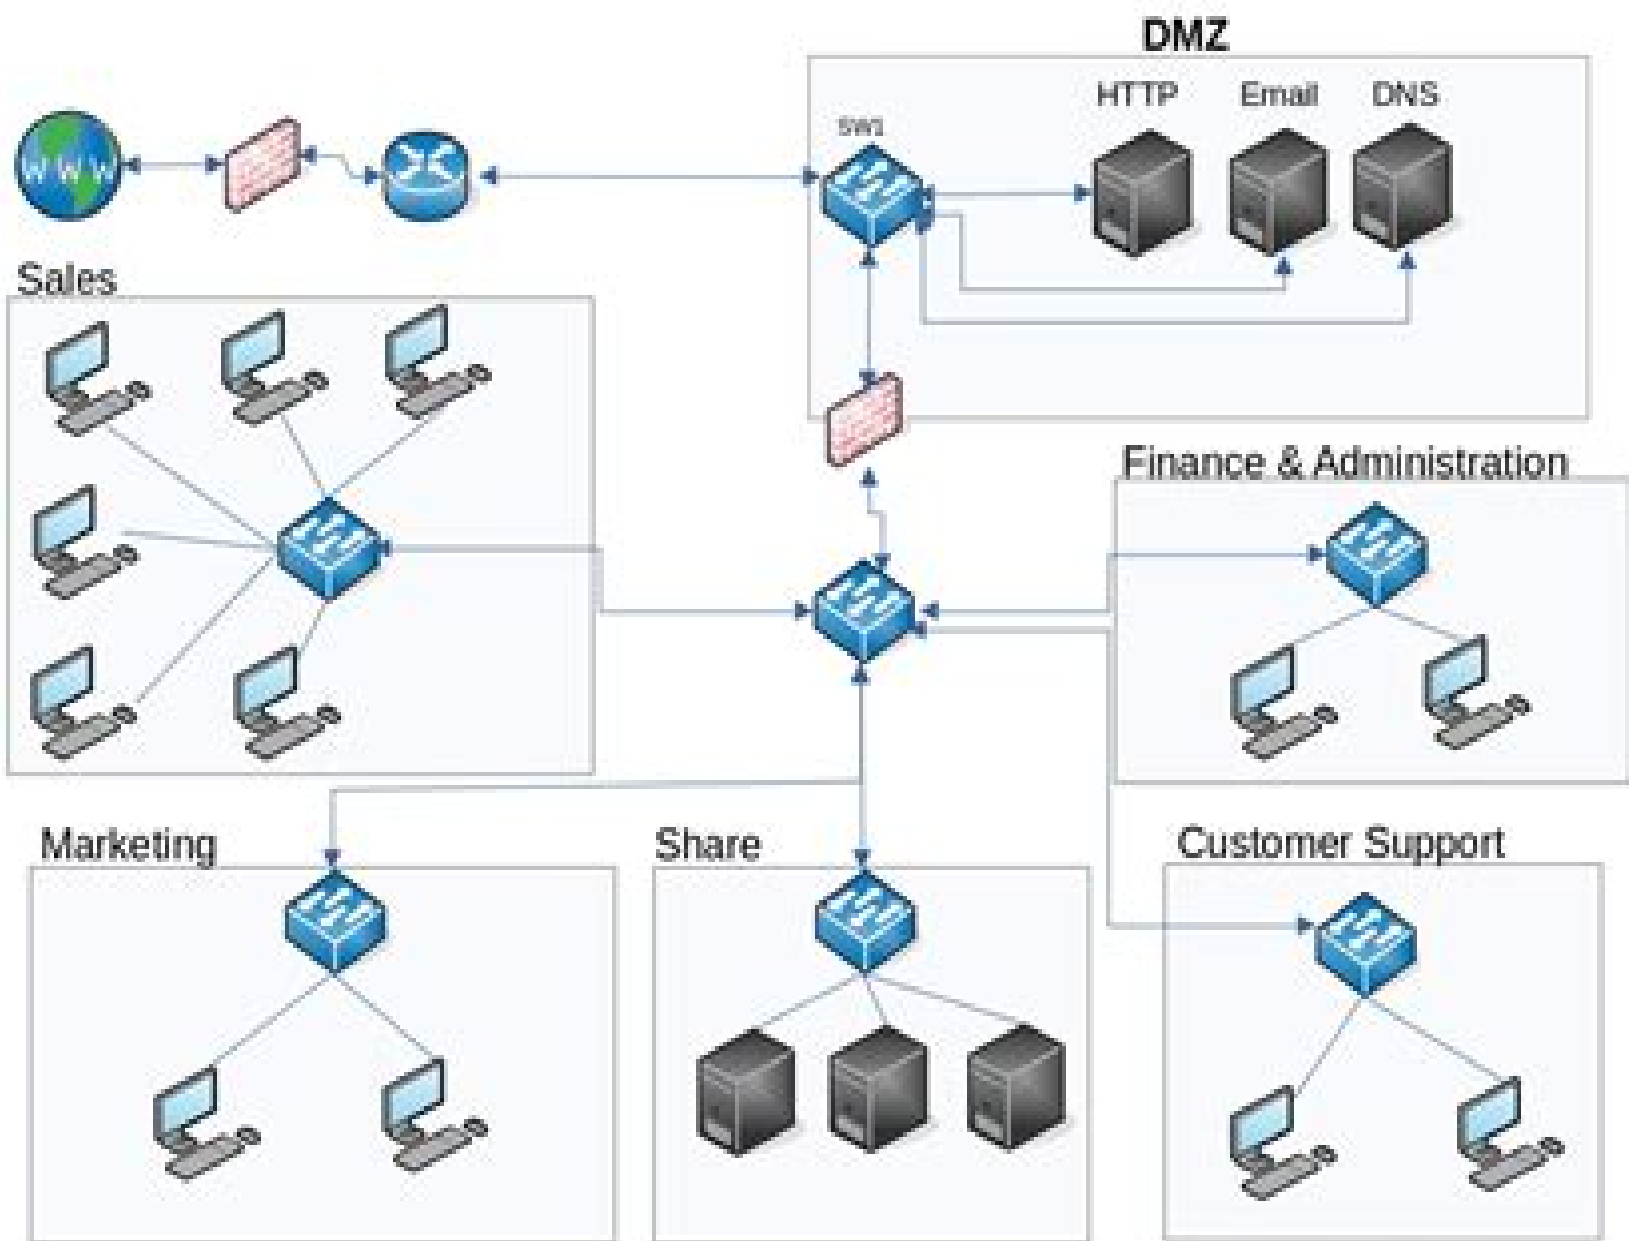 DMZ
HTTP Email DNS
SW1
WWW
Sales
Finance & Administration
Marketing
Share
Customer Support